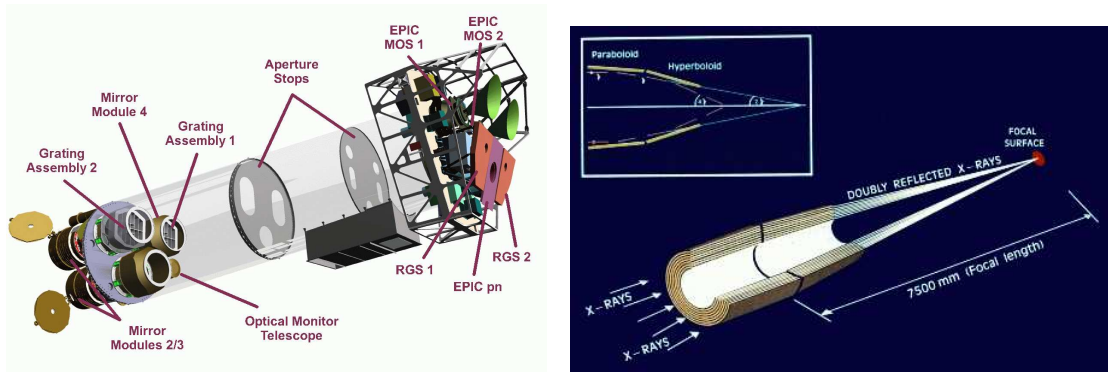 EPIC
MOS 1
EPIC
MOS 2
Aperture
Stops
Mirror
Module 4
Grating
Assembly 1
Grating
Assembly 2
RGS 1
RGS 2
EPIC pn
Optical Monitor
Telescope
Mirror
Modules 2/3
Paraboloid
Hyperboloid
FOCAL
SURFACE
DOUBLY REFLECTED X-RAYS
7500 mm (Focal length)
X-RAYS
X-RAYS